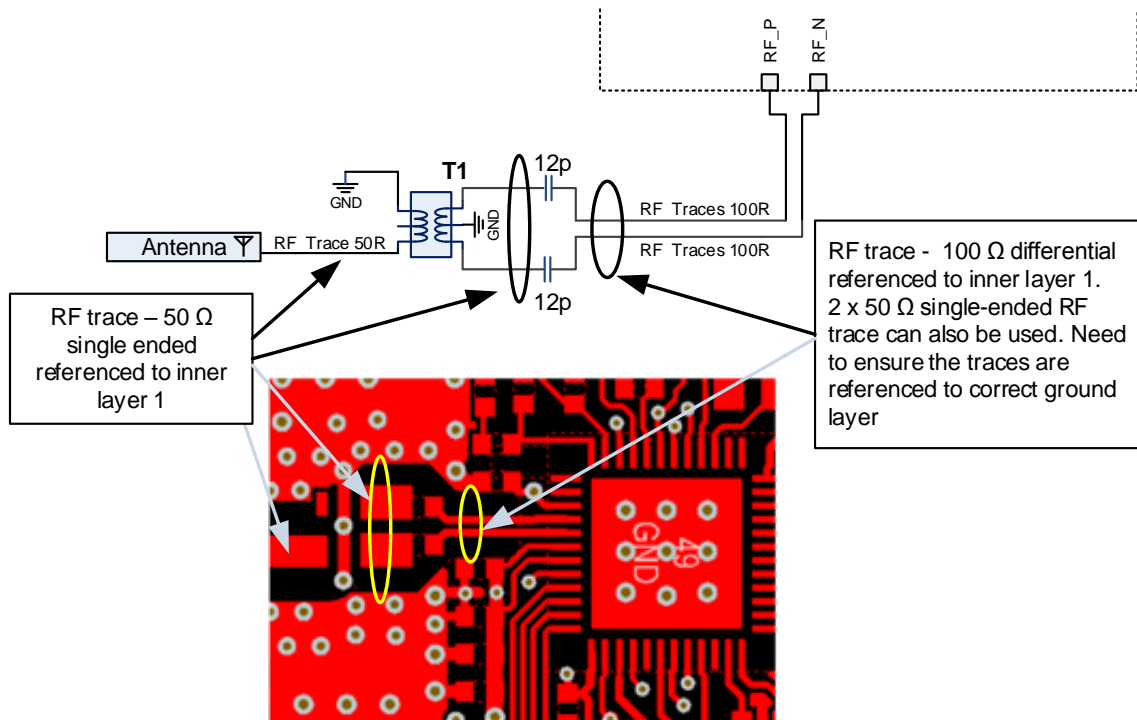 RF_P
RF_N
T1
12p
GND
GND
RF Traces 100R
Antenna
RF Trace 50R
RF Traces 100R
12p
RF trace – 50 Ω
single ended
referenced to inner
layer 1
RF trace - 100 Ω differential
referenced to inner layer 1.
2 x 50 Ω single-ended RF
trace can also be used. Need
to ensure the traces are
referenced to correct ground
layer
49
GND